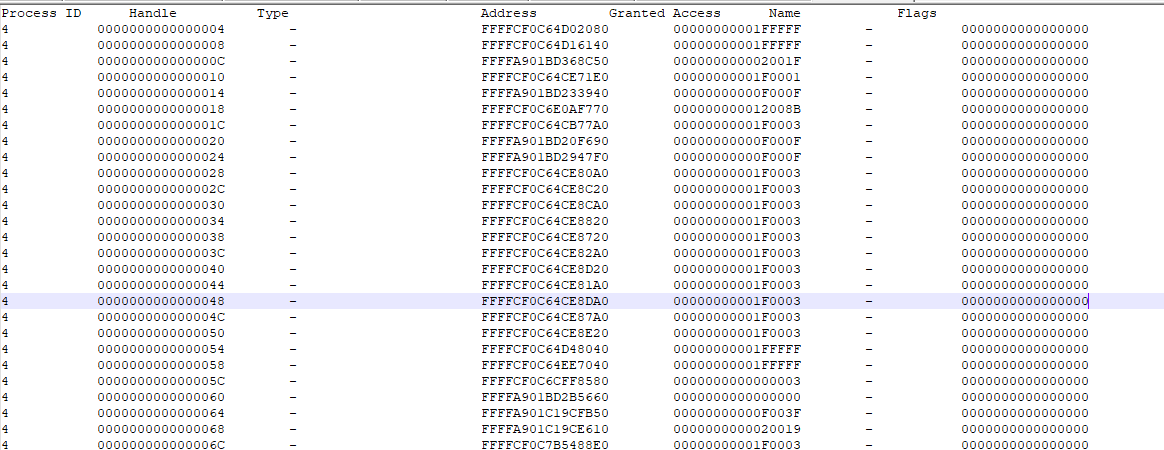 Process ID Handle Type Address Granted Access Name Flags
4 0000000000000004 – FFFFCF0C64D02080 00000000001FFFFF – 0000000000000000
4 0000000000000008 – FFFFCF0C64D16140 00000000001FFFFF – 0000000000000000
4 000000000000000C – FFFFA901BD368C50 000000000002001F – 0000000000000000
4 0000000000000010 – FFFFCF0C64CE71E0 00000000001F0001 – 0000000000000000
4 0000000000000014 – FFFFA901BD233940 00000000000F000F – 0000000000000000
4 0000000000000018 – FFFFCF0C6E0AF770 000000000012008B – 0000000000000000
4 000000000000001C – FFFFCF0C64CB77A0 00000000001F0003 – 0000000000000000
4 0000000000000020 – FFFFA901BD20F690 00000000000F000F – 0000000000000000
4 0000000000000024 – FFFFA901BD2947F0 00000000000F000F – 0000000000000000
4 0000000000000028 – FFFFCF0C64CE80A0 00000000001F0003 – 0000000000000000
4 000000000000002C – FFFFCF0C64CE8C20 00000000001F0003 – 0000000000000000
4 0000000000000030 – FFFFCF0C64CE8CA0 00000000001F0003 – 0000000000000000
4 0000000000000034 – FFFFCF0C64CE8820 00000000001F0003 – 0000000000000000
4 0000000000000038 – FFFFCF0C64CE8720 00000000001F0003 – 0000000000000000
4 000000000000003C – FFFFCF0C64CE82A0 00000000001F0003 – 0000000000000000
4 0000000000000040 – FFFFCF0C64CE8D20 00000000001F0003 – 0000000000000000
4 0000000000000044 – FFFFCF0C64CE81A0 00000000001F0003 – 0000000000000000
4 0000000000000048 – FFFFCF0C64CE8DA0 00000000001F0003 – 0000000000000000
4 000000000000004C – FFFFCF0C64CE87A0 00000000001F0003 – 0000000000000000
4 0000000000000050 – FFFFCF0C64CE8E20 00000000001F0003 – 0000000000000000
4 0000000000000054 – FFFFCF0C64D48040 00000000001FFFFF – 0000000000000000
4 0000000000000058 – FFFFCF0C64EE7040 00000000001FFFFF – 0000000000000000
4 000000000000005C – FFFFCF0C6CFF8580 0000000000000003 – 0000000000000000
4 0000000000000060 – FFFFA901BD2B5660 0000000000000000 – 0000000000000000
4 0000000000000064 – FFFFA901C19CFB50 00000000000F003F – 0000000000000000
4 0000000000000068 – FFFFA901C19CE610 0000000000020019 – 0000000000000000
4 000000000000006C – FFFFCF0C7B5488E0 00000000001F0003 – 0000000000000000